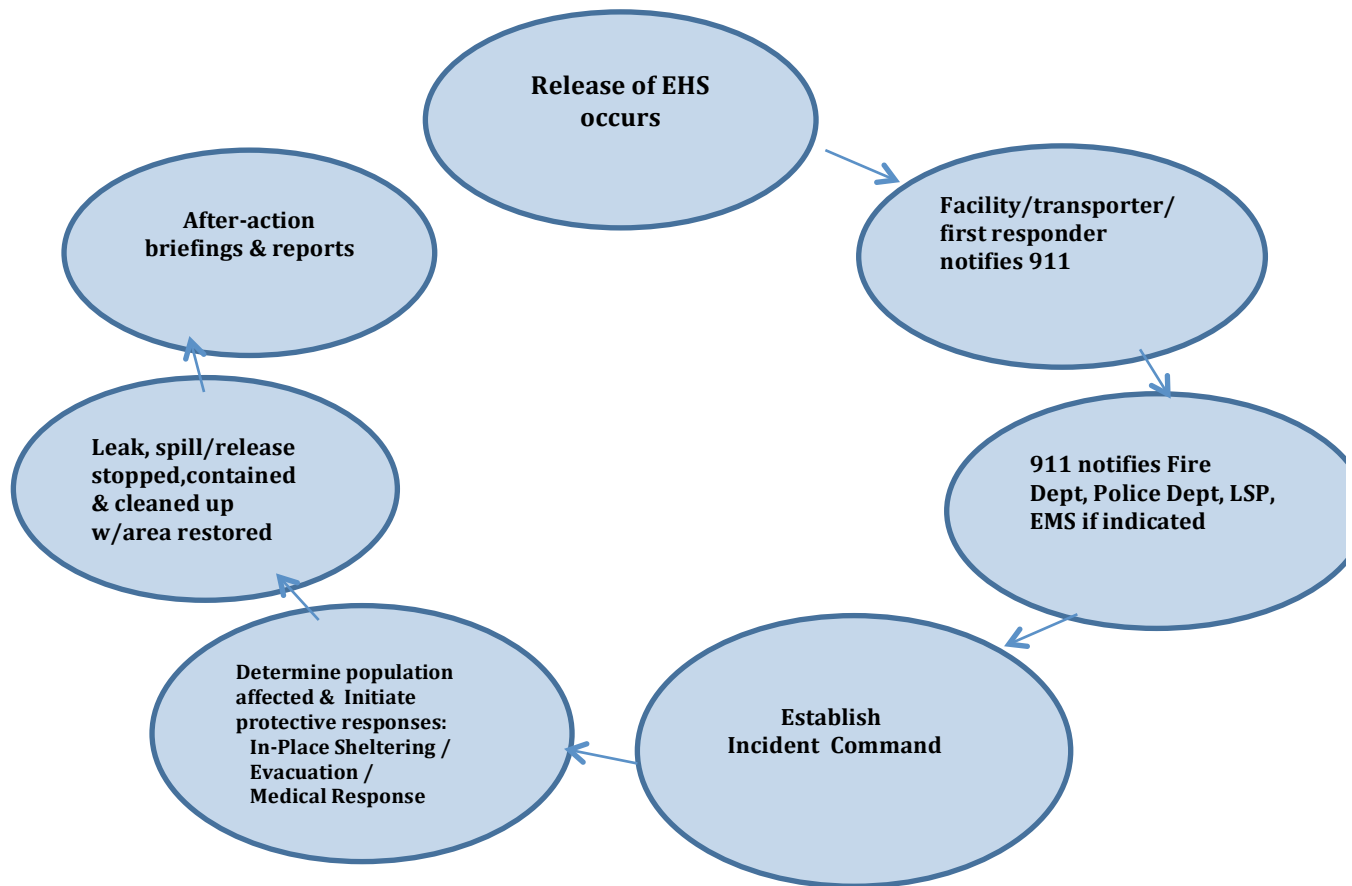 Release of EHS
occurs
Facility/transporter/
first responder
notifies 911
911 notifies Fire
Dept, Police Dept, LSP,
EMS if indicated
Establish
Incident Command
Determine population
affected & Initiate
protective responses:
In-Place Sheltering /
Evacuation /
Medical Response
Leak, spill/release
stopped,contained
& cleaned up
w/area restored
After-action
briefings & reports